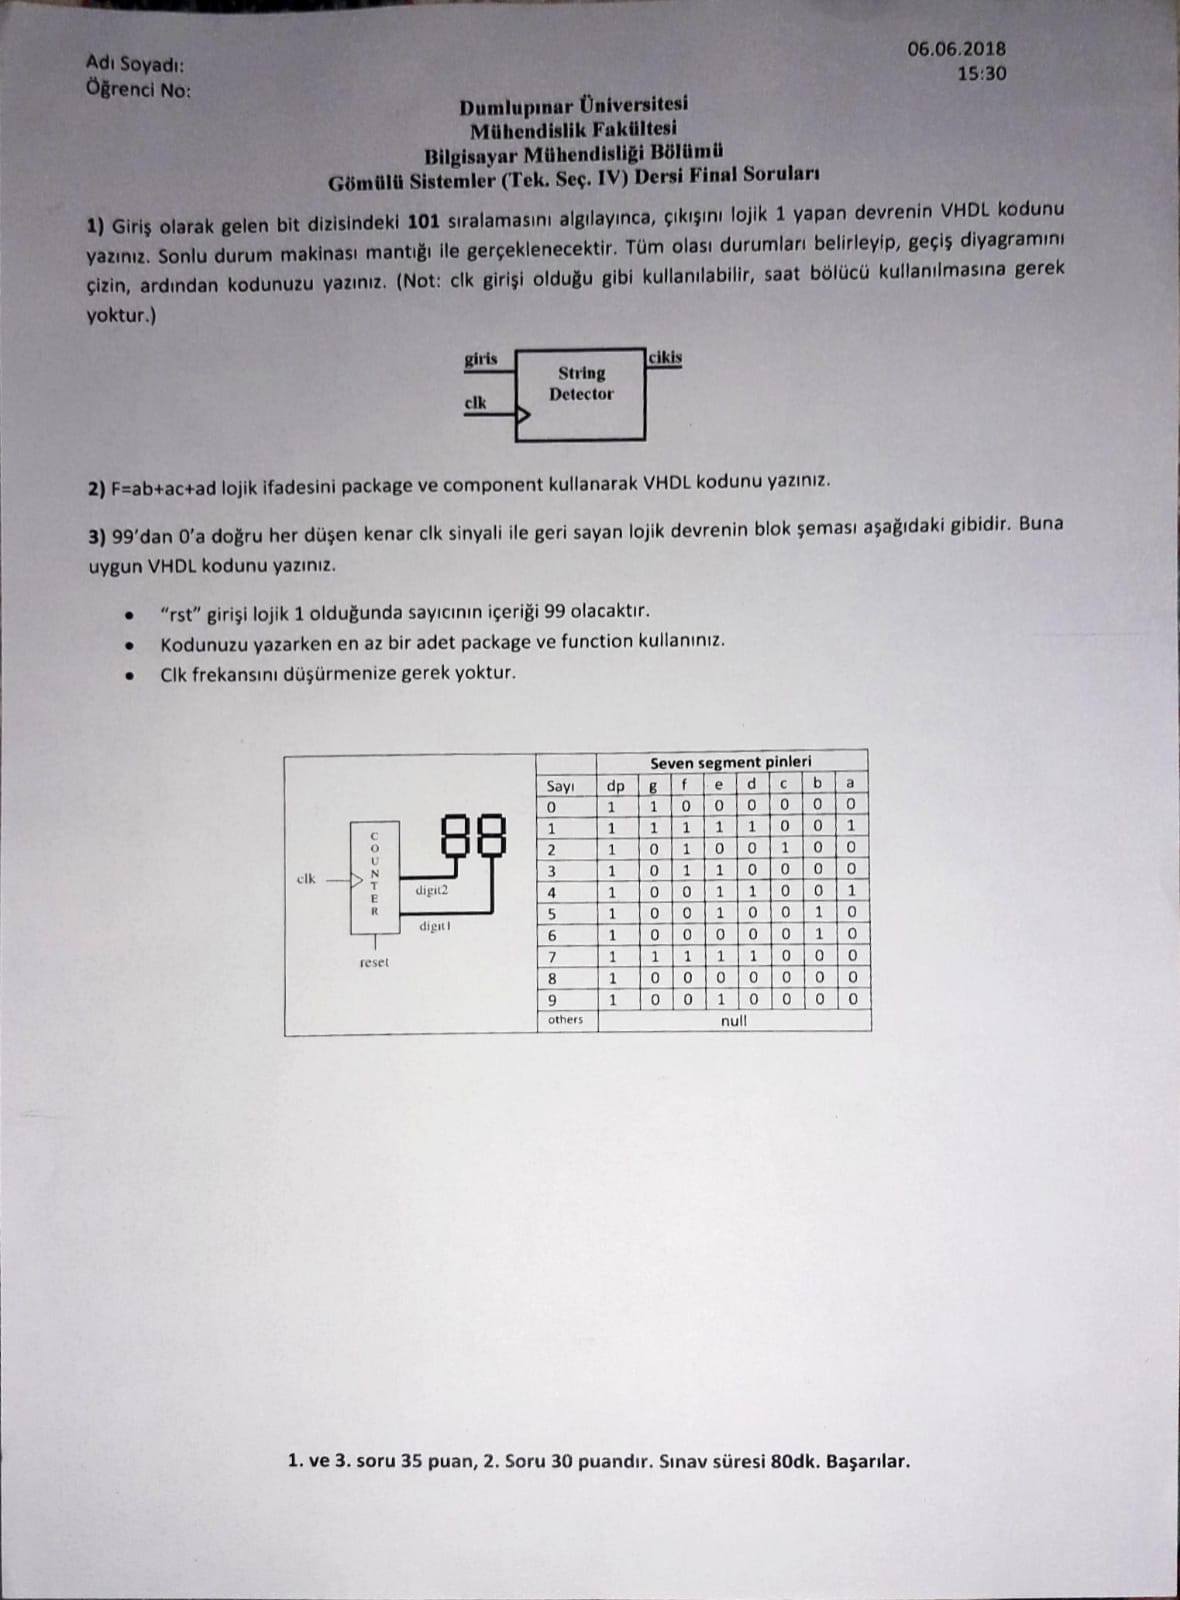 Adı Soyadı:
Öğrenci No:
06.06.2018
15:30
Dumlupınar Üniversitesi
Mühendislik Fakültesi
Bilgisayar Mühendisliği Bölümü
Gömülü Sistemler (Tek. Seç. IV) Dersi Final Soruları
1) Giriş olarak gelen bit dizisindeki 101 sıralamasını algılayınca, çıkışını lojik 1 yapan devrenin VHDL kodunu
yazınız. Sonlu durum makinası mantığı ile gerçeklenecektir. Tüm olası durumları belirleyip, geçiş diyagramını
çizin, ardından kodunuzu yazınız. (Not: clk girişi olduğu gibi kullanılabilir, saat bölücü kullanılmasına gerek
yoktur.)
giris
cikis
String
Detector
clk
2) F=ab+ac+ad lojik ifadesini package ve component kullanarak VHDL kodunu yazınız.
3) 99'dan 0'a doğru her düşen kenar clk sinyali ile geri sayan lojik devrenin blok şeması aşağıdaki gibidir. Buna
uygun VHDL kodunu yazınız.
• "rst" girişi lojik 1 olduğunda sayıcının içeriği 99 olacaktır.
• Kodunuzu yazarken en az bir adet package ve function kullanınız.
• Clk frekansını düşürmenize gerek yoktur.
clk
COUNTER
88
digit2
digit1
reset
Seven segment pinleri
Sayı dp g f e d c b a
0 1 1 0 0 0 0 0 0
1 1 1 1 1 1 0 0 1
2 1 0 1 0 0 1 0 0
3 1 0 1 1 0 0 0 0
4 1 0 0 1 1 0 0 1
5 1 0 0 1 0 0 1 0
6 1 0 0 0 0 0 1 0
7 1 1 1 1 1 0 0 0
8 1 0 0 0 0 0 0 0
9 1 0 0 1 0 0 0 0
others null
1. ve 3. soru 35 puan, 2. Soru 30 puandır. Sınav süresi 80dk. Başarılar.